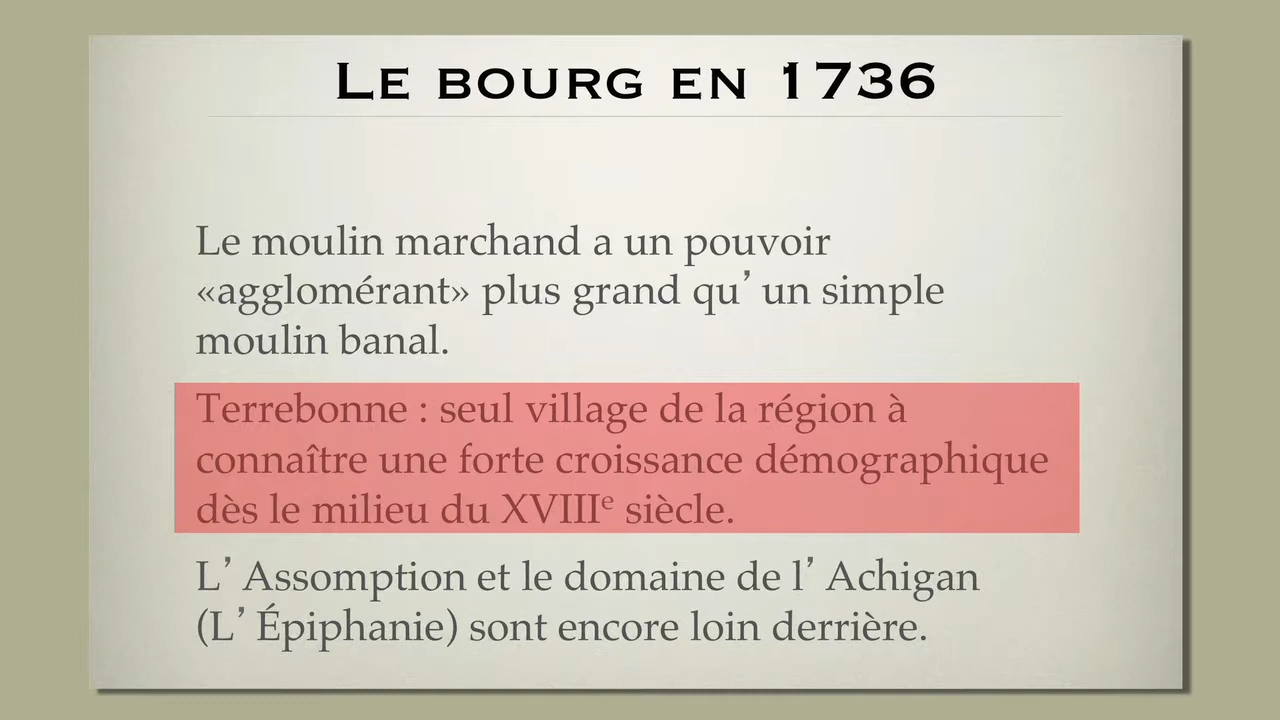 Le bourg en 1736
Le moulin marchand a un pouvoir
«agglomérant» plus grand qu’un simple
moulin banal.
Terrebonne : seul village de la région à
connaître une forte croissance démographique
dès le milieu du XVIIIe siècle.
L’Assomption et le domaine de l’Achigan
(L’Épiphanie) sont encore loin derrière.